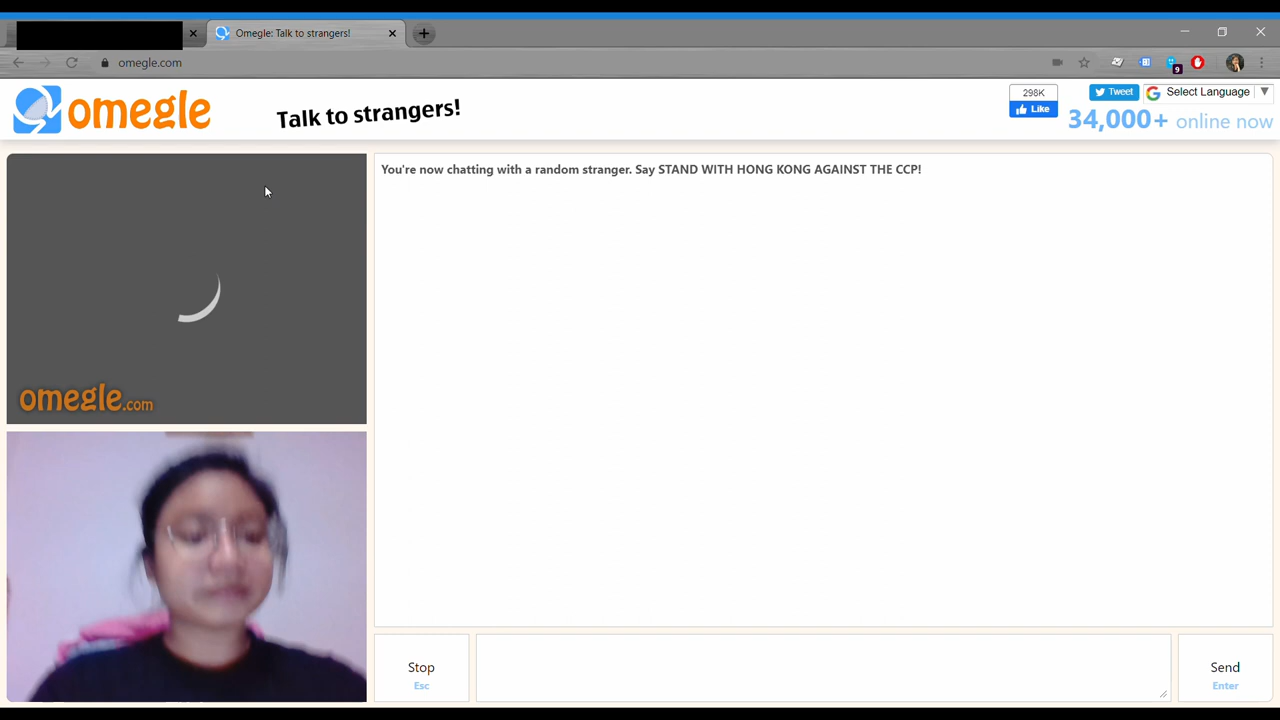 Omegle: Talk to strangers!
omegle.com
9
omegle
Talk to strangers!
298K
Like
Tweet
Select Language
34,000+ online now
You're now chatting with a random stranger. Say STAND WITH HONG KONG AGAINST THE CCP!
omegle.com
Stop
Esc
Send
Enter